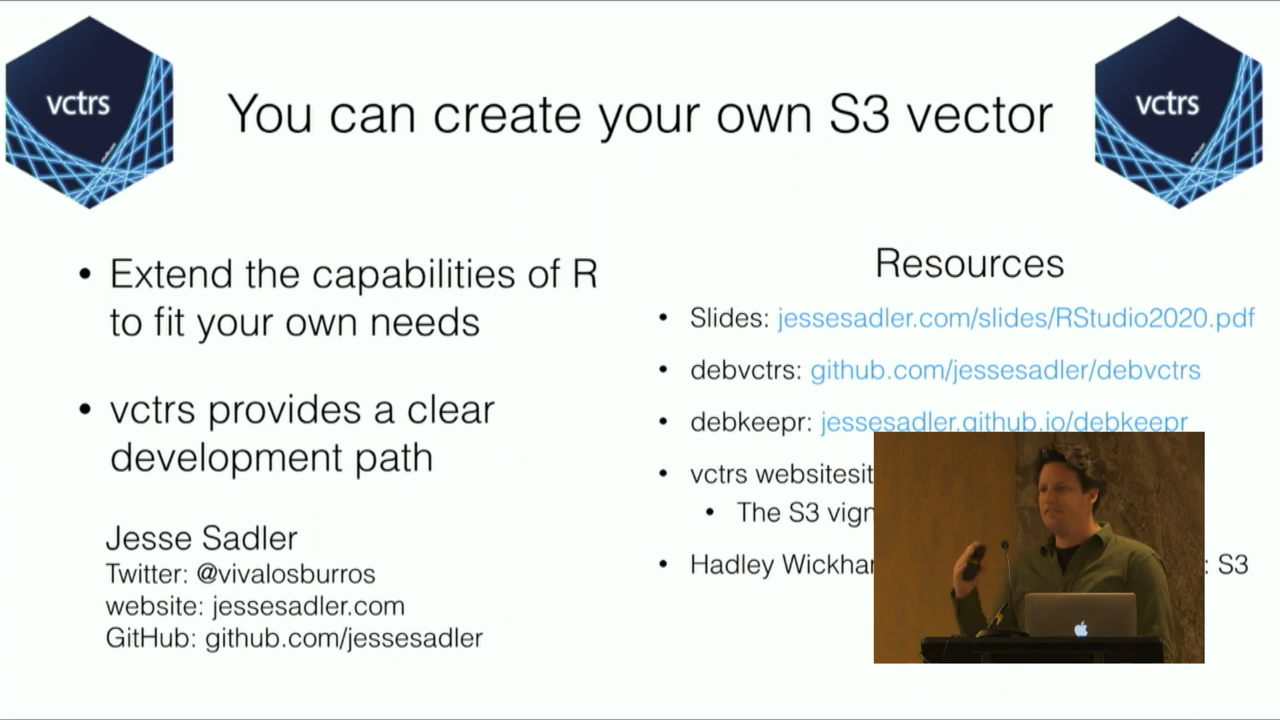 vctrs
vctrs
You can create your own S3 vector
• Extend the capabilities of R
to fit your own needs
• vctrs provides a clear
development path
Jesse Sadler
Twitter: @vivalosburros
website: jessesadler.com
GitHub: github.com/jessesadler
Resources
• Slides: jessesadler.com/slides/RStudio2020.pdf
• debvctrs: github.com/jessesadler/debvctrs
• debkeepr: jessesadler.github.io/debkeepr
• vctrs websitesit
• The S3
• Hadley : S3